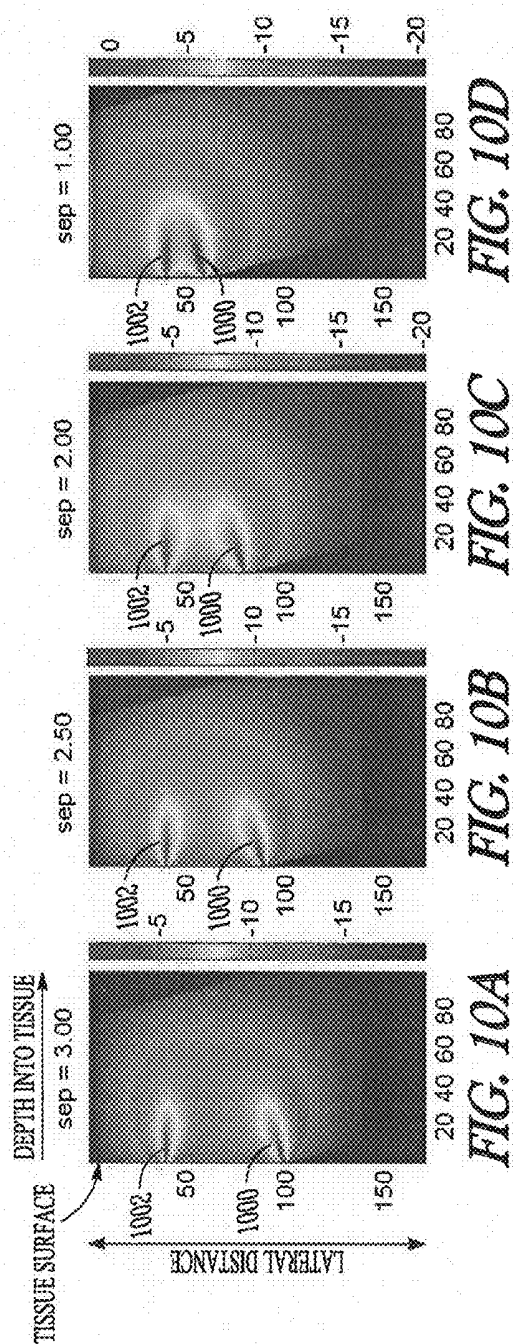 TISSUE SURFACE
DEPTH INTO TISSUE
LATERAL DISTANCE
sep = 3.00
1002
1000
50
100
150
20 40 60 80
-5
-10
-15
FIG. 10A
sep = 2.50
1002
1000
50
100
150
20 40 60 80
-5
-10
-15
FIG. 10B
sep = 2.00
1002
1000
50
100
150
20 40 60 80
-5
-10
-15
-20
FIG. 10C
sep = 1.00
1002
1000
50
100
150
20 40 60 80
0
-5
-10
-15
-20
FIG. 10D